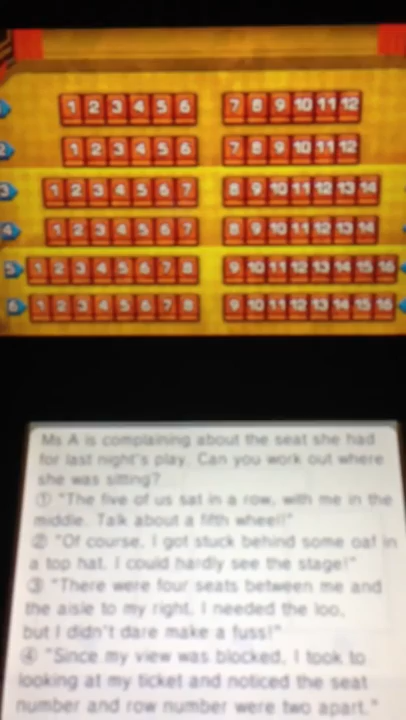 1 2 3 4 5 6 7 8 9 10 11 12
2 1 2 3 4 5 6 7 8 9 10 11 12
3 1 2 3 4 5 6 7 8 9 10 11 12 13 14
4 1 2 3 4 5 6 7 8 9 10 11 12 13 14
5 1 2 3 4 5 6 7 8 9 10 11 12 13 14 15 16
6 1 2 3 4 5 6 7 8 9 10 11 12 13 14 15 16
Ms A is complaining about the seat she had
for last night's play. Can you work out where
she was sitting?
① "The five of us sat in a row, with me in the
middle. Talk about a fifth wheel!"
② "Of course, I got stuck behind some oaf in
a top hat. I could hardly see the stage!"
③ "There were four seats between me and
the aisle to my right. I needed the loo,
but I didn't dare make a fuss!"
④ "Since my view was blocked, I took to
looking at my ticket and noticed the seat
number and row number were two apart."